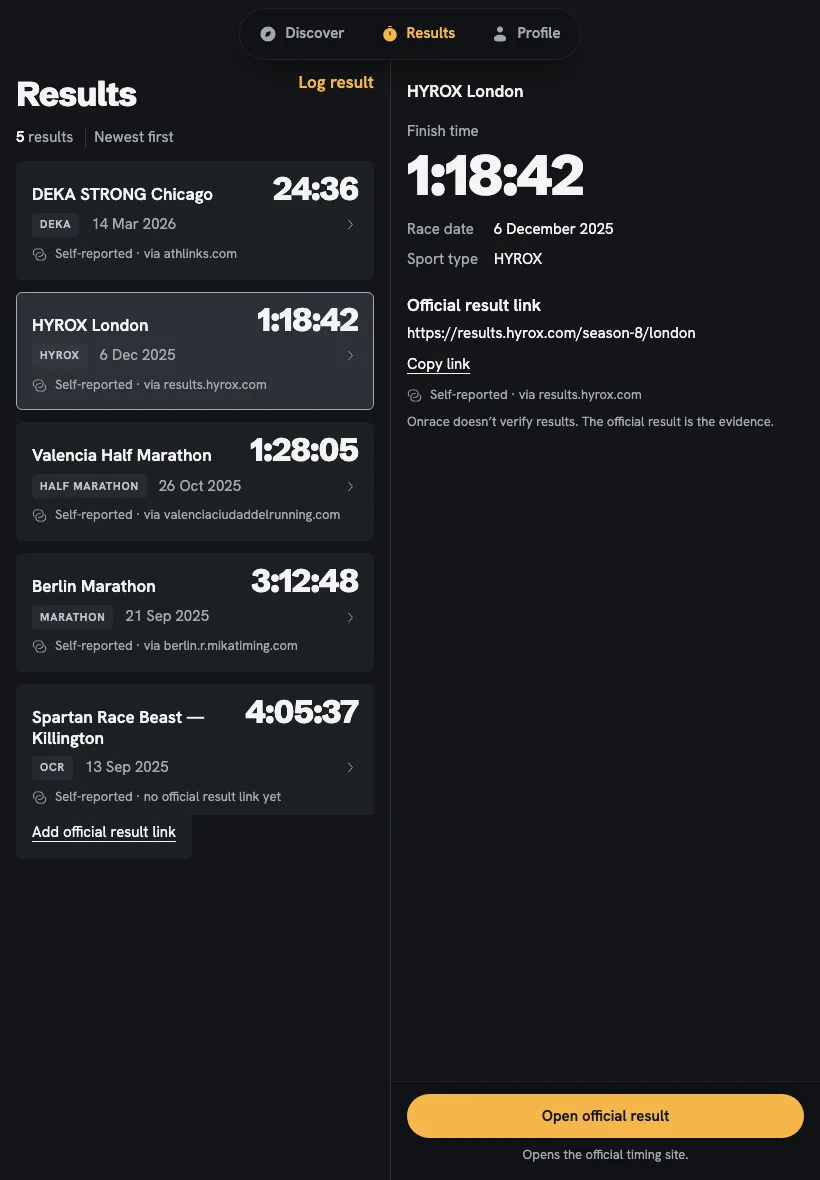 Discover
Results
Profile
Results
Log result
5 results
Newest first
DEKA STRONG Chicago
24:36
DEKA
14 Mar 2026
Self-reported · via athlinks.com
HYROX London
1:18:42
HYROX
6 Dec 2025
Self-reported · via results.hyrox.com
Valencia Half Marathon
1:28:05
HALF MARATHON
26 Oct 2025
Self-reported · via valenciaciudaddelrunning.com
Berlin Marathon
3:12:48
MARATHON
21 Sep 2025
Self-reported · via berlin.r.mikatiming.com
Spartan Race Beast —
Killington
4:05:37
OCR
13 Sep 2025
Self-reported · no official result link yet
Add official result link
HYROX London
Finish time
1:18:42
Race date 6 December 2025
Sport type HYROX
Official result link
https://results.hyrox.com/season-8/london
Copy link
Self-reported · via results.hyrox.com
Onrace doesn’t verify results. The official result is the evidence.
Open official result
Opens the official timing site.